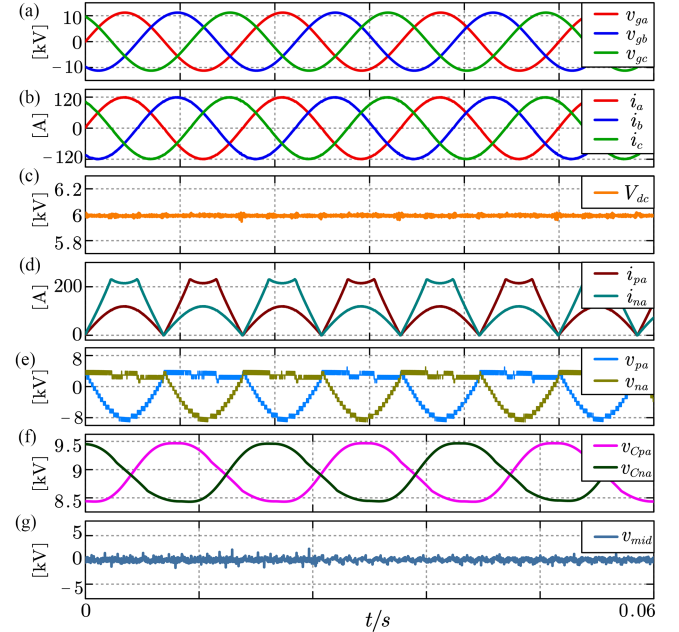 (a)
[kV]
10
0
−10
v_ga
v_gb
v_gc
(b)
[A]
120
0
−120
i_a
i_b
i_c
(c)
[kV]
6.2
6
5.8
V_dc
(d)
[A]
200
0
i_pa
i_na
(e)
[kV]
8
0
−8
v_pa
v_na
(f)
[kV]
9.5
9
8.5
v_Cpa
v_Cna
(g)
[kV]
5
0
−5
v_mid
0
t/s
0.06